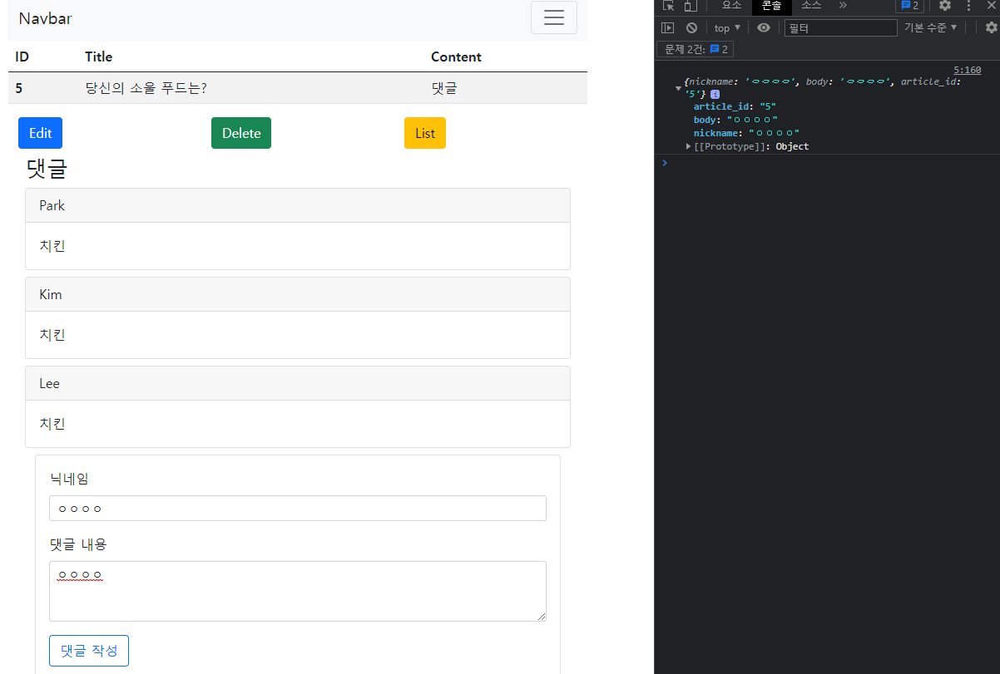 Navbar
ID Title Content
5 당신의 소울 푸드는? 댓글
Edit Delete List
댓글
Park
치킨
Kim
치킨
Lee
치킨
닉네임
ㅇㅇㅇㅇ
댓글 내용
ㅇㅇㅇㅇ
댓글 작성
요소 콘솔 소스 » 2
top ▼ 필터 기본 수준 ▼
문제 2건: 2
5:160
{nickname: 'ㅇㅇㅇㅇ', body: 'ㅇㅇㅇㅇ', article_id:
'5'} i
article_id: "5"
body: "ㅇㅇㅇㅇ"
nickname: "ㅇㅇㅇㅇ"
[[Prototype]]: Object